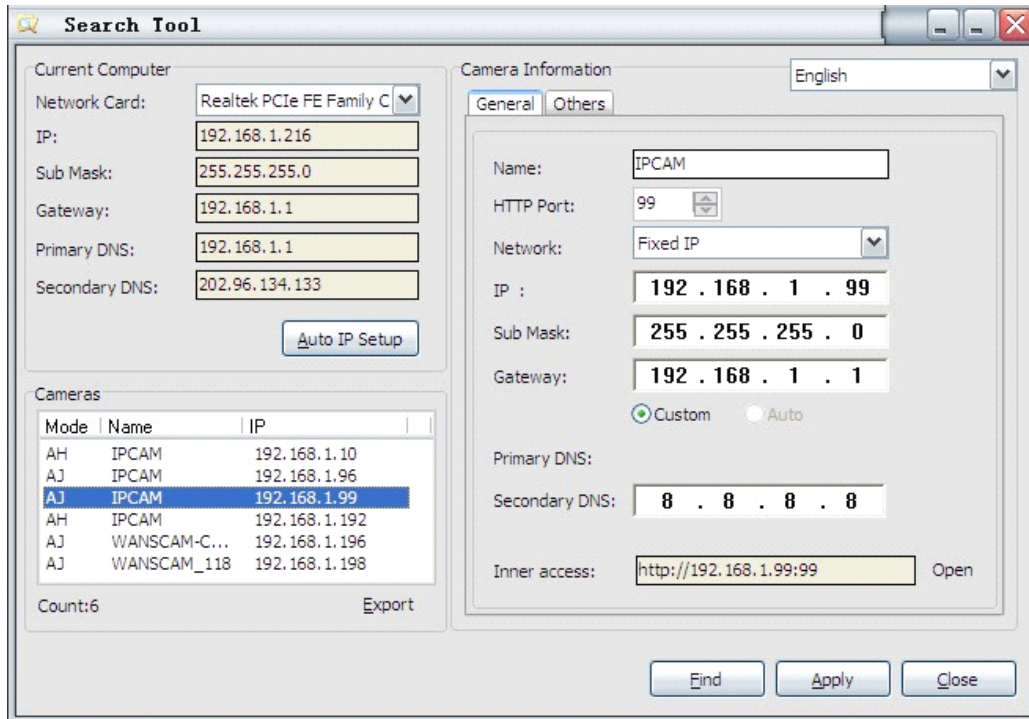 Search Tool
Current Computer
Network Card: Realtek PCIe FE Family C
IP: 192.168.1.216
Sub Mask: 255.255.255.0
Gateway: 192.168.1.1
Primary DNS: 192.168.1.1
Secondary DNS: 202.96.134.133
Auto IP Setup
Cameras
Mode Name IP
AH IPCAM 192.168.1.10
AJ IPCAM 192.168.1.96
AJ IPCAM 192.168.1.99
AH IPCAM 192.168.1.192
AJ WANSCAM-C... 192.168.1.196
AJ WANSCAM_118 192.168.1.198
Count:6 Export
Camera Information
English
General Others
Name: IPCAM
HTTP Port: 99
Network: Fixed IP
IP : 192 . 168 . 1 . 99
Sub Mask: 255 . 255 . 255 . 0
Gateway: 192 . 168 . 1 . 1
Custom Auto
Primary DNS:
Secondary DNS: 8 . 8 . 8 . 8
Inner access: http://192.168.1.99:99 Open
Find Apply Close